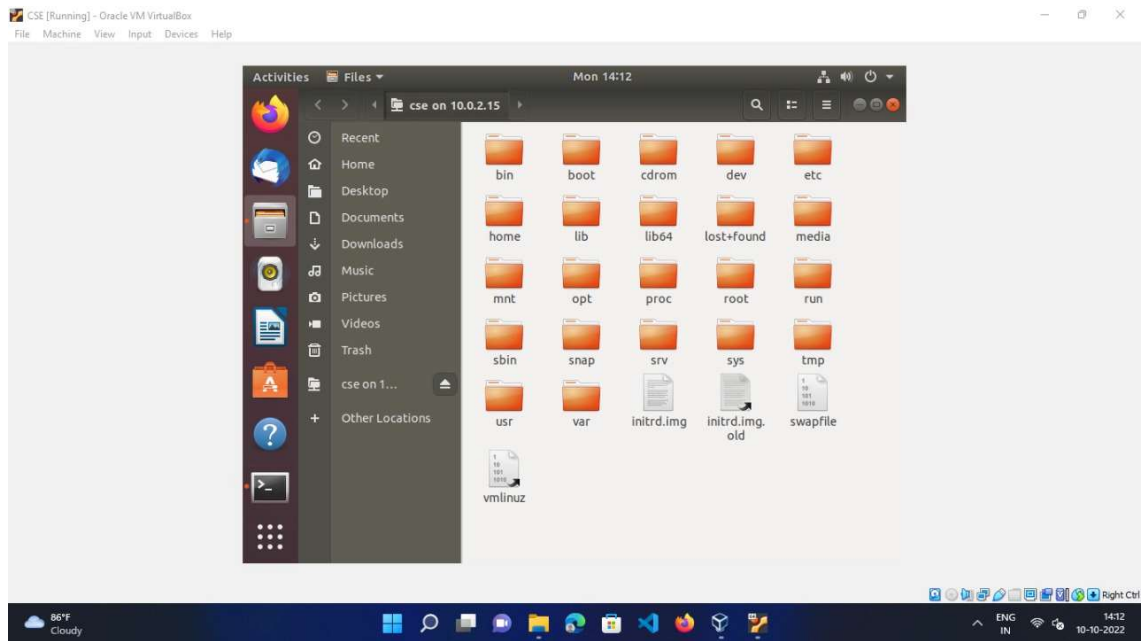 CSE [Running] - Oracle VM VirtualBox
File Machine View Input Devices Help
Activities Files Mon 14:12
cse on 10.0.2.15
Recent
Home
Desktop
Documents
Downloads
Music
Pictures
Videos
Trash
cse on 1...
Other Locations
bin boot cdrom dev etc
home lib lib64 lost+found media
mnt opt proc root run
sbin snap srv sys tmp
usr var initrd.img initrd.img. swapfile
old
vmlinuz
Right Ctrl
86°F
Cloudy
ENG 14:12
IN 10-10-2022